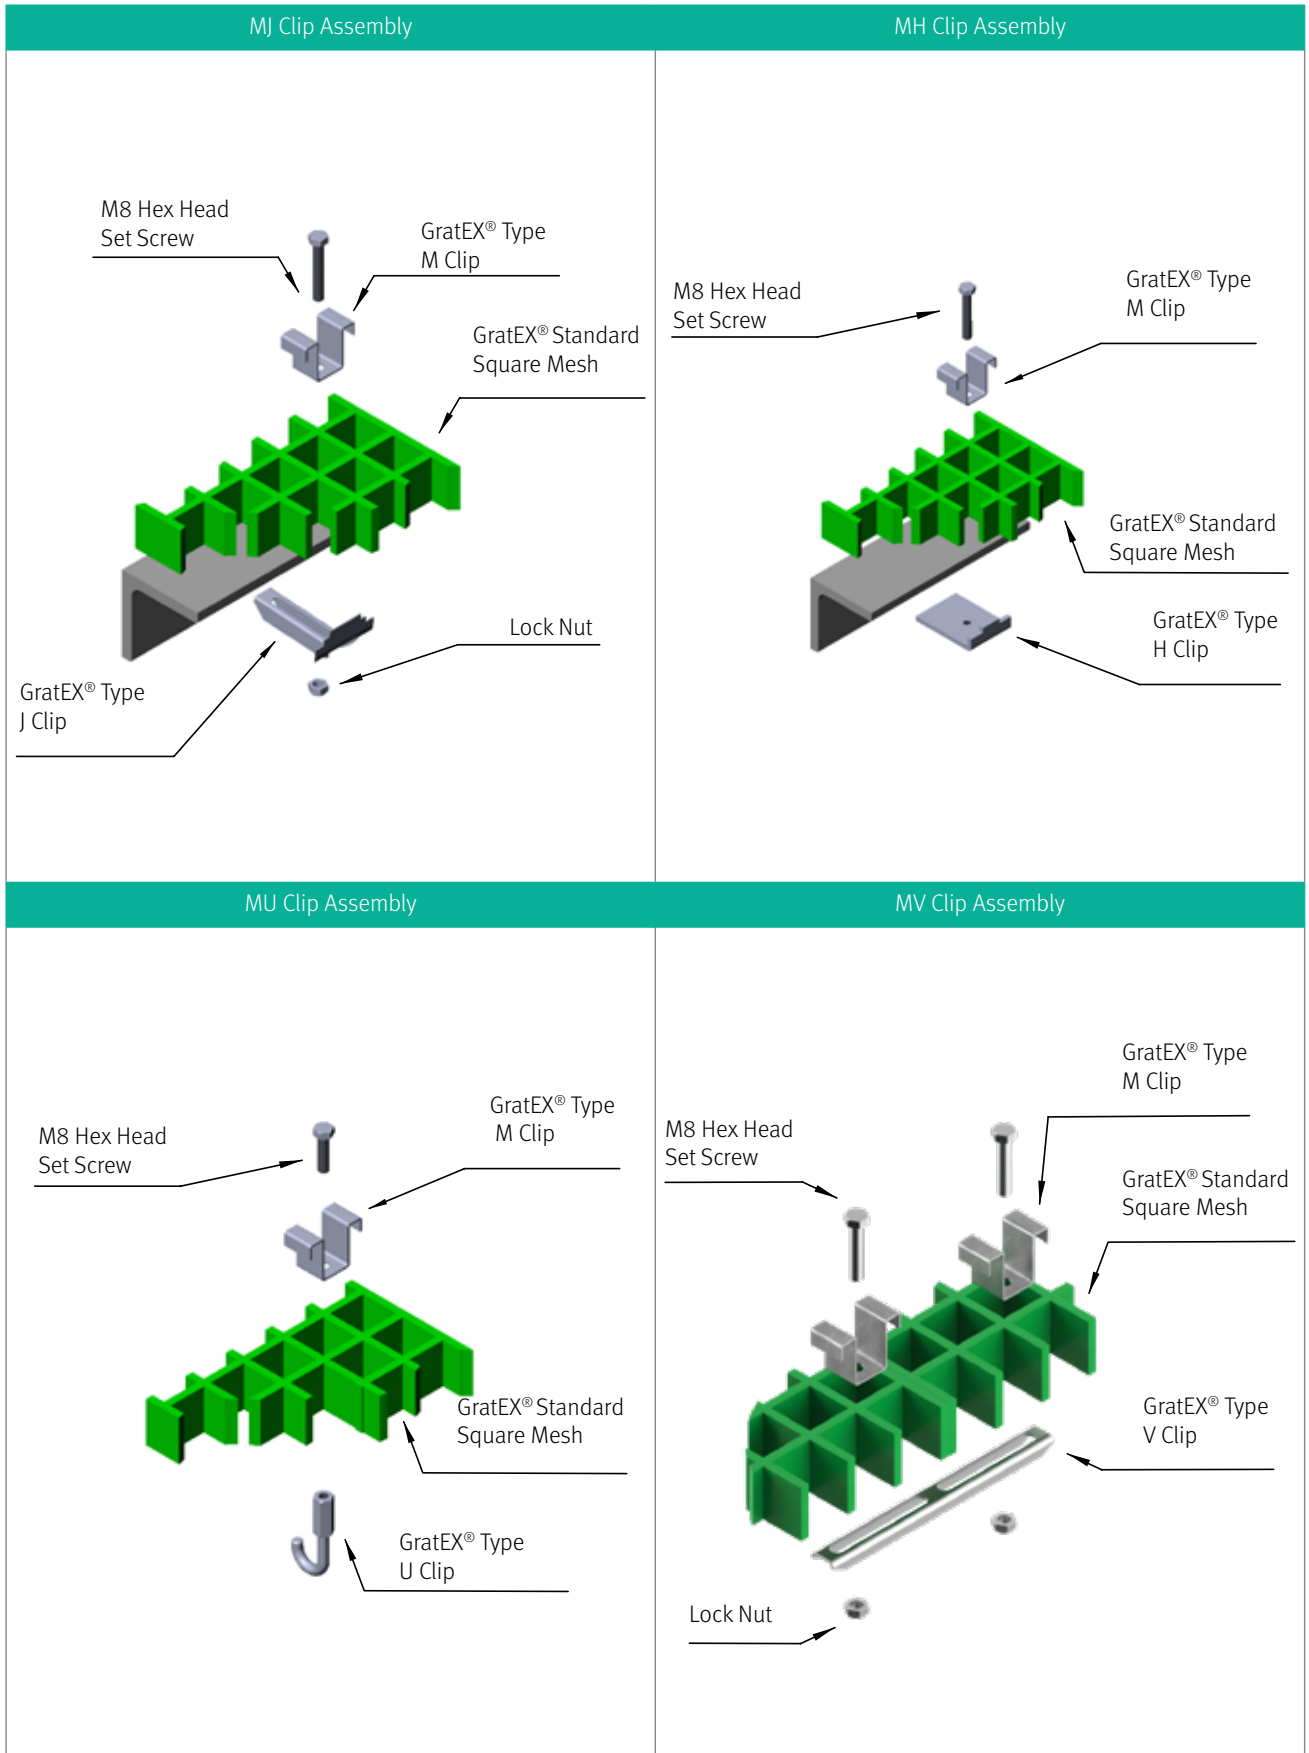 MJ Clip Assembly
M8 Hex Head
Set Screw
GratEX® Type
M Clip
GratEX® Standard
Square Mesh
Lock Nut
GratEX® Type
J Clip
MH Clip Assembly
M8 Hex Head
Set Screw
GratEX® Type
M Clip
GratEX® Standard
Square Mesh
GratEX® Type
H Clip
MU Clip Assembly
M8 Hex Head
Set Screw
GratEX® Type
M Clip
GratEX® Standard
Square Mesh
GratEX® Type
U Clip
MV Clip Assembly
GratEX® Type
M Clip
M8 Hex Head
Set Screw
GratEX® Standard
Square Mesh
GratEX® Type
V Clip
Lock Nut